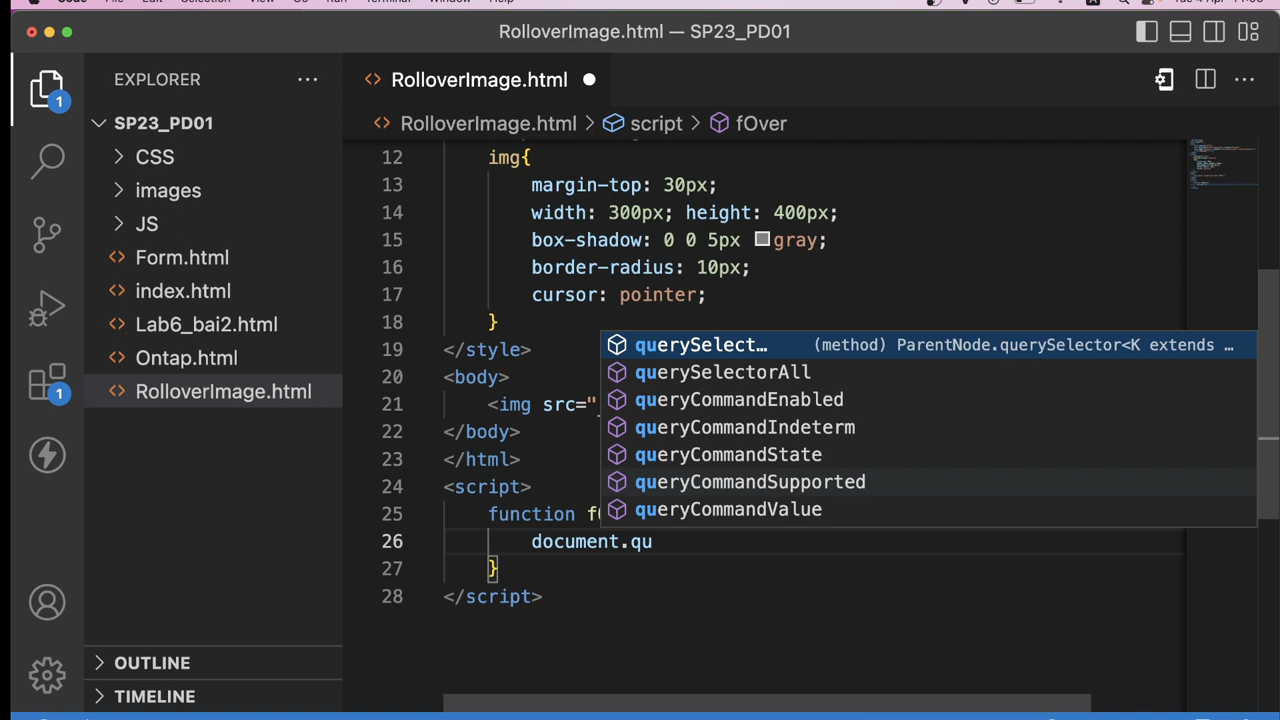 RolloverImage.html — SP23_PD01
EXPLORER
RolloverImage.html
SP23_PD01
RolloverImage.html > script > fOver
CSS
images
JS
Form.html
index.html
Lab6_bai2.html
Ontap.html
RolloverImage.html
OUTLINE
TIMELINE
1
1
12 img{
13 margin-top: 30px;
14 width: 300px; height: 400px;
15 box-shadow: 0 0 5px gray;
16 border-radius: 10px;
17 cursor: pointer;
18 }
19 </style>
20 <body>
21 <img src="
22 </body>
23 </html>
24 <script>
25 function f
26 document.qu
27 }
28 </script>
querySelect… (method) ParentNode.querySelector<K extends …
querySelectorAll
queryCommandEnabled
queryCommandIndeterm
queryCommandState
queryCommandSupported
queryCommandValue